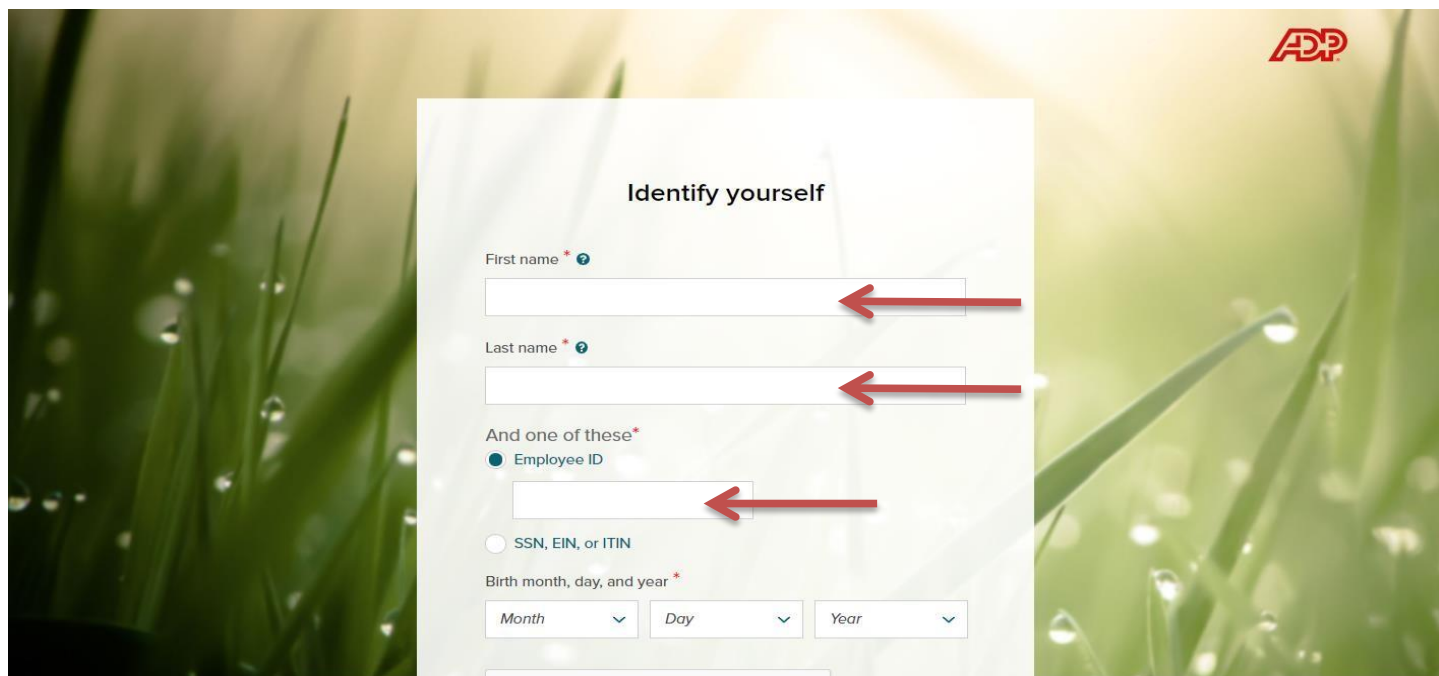 ADP
Identify yourself
First name * ?
Last name * ?
And one of these*
Employee ID
SSN, EIN, or ITIN
Birth month, day, and year *
Month Day Year